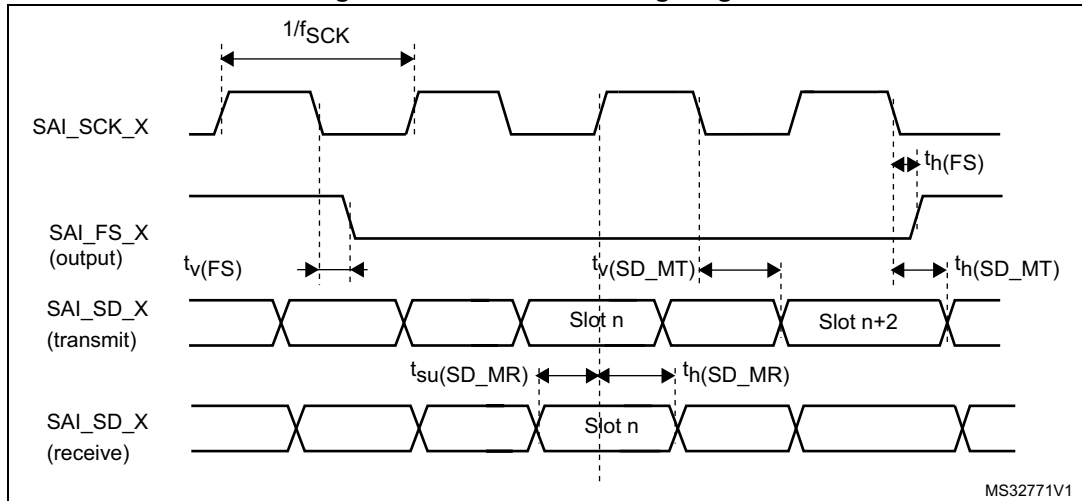 1/fSCK
SAI_SCK_X
th(FS)
SAI_FS_X
(output)
tv(FS)
tv(SD_MT)
th(SD_MT)
SAI_SD_X
(transmit)
Slot n
Slot n+2
tsu(SD_MR)
th(SD_MR)
SAI_SD_X
(receive)
Slot n
MS32771V1